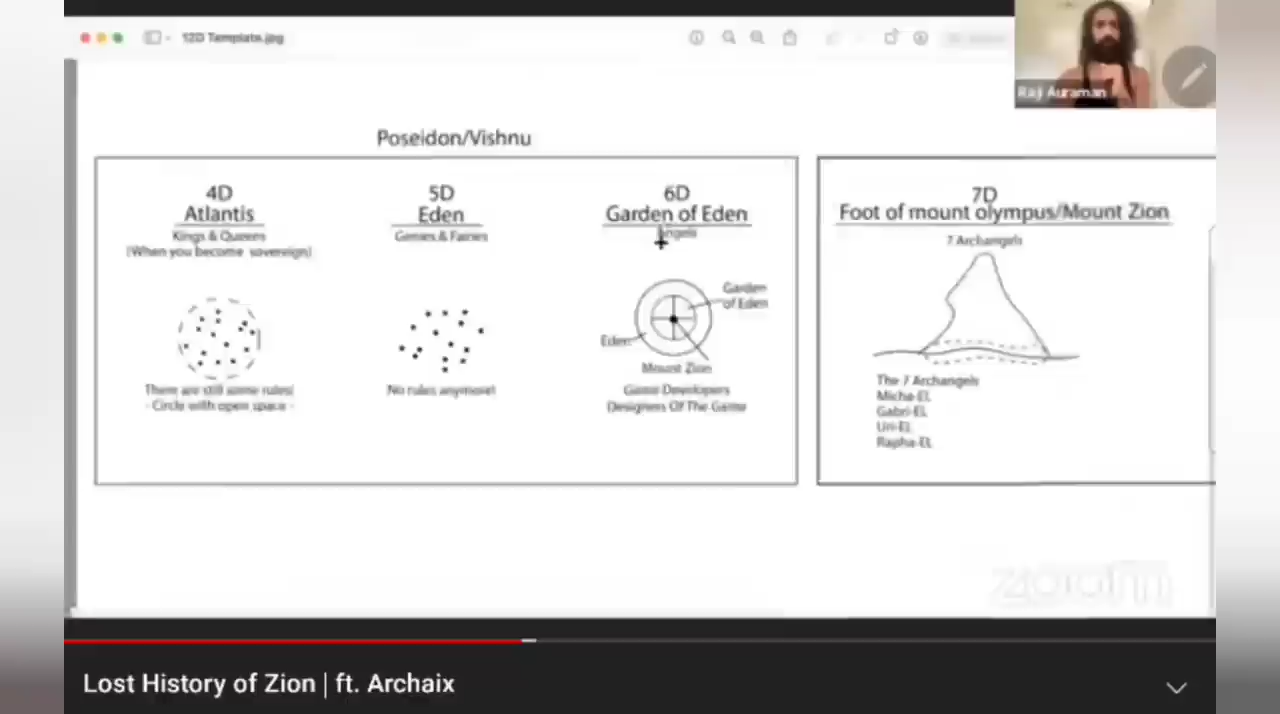 12D Template.jpg
Raji Auraman
Poseidon/Vishnu
4D
Atlantis
Kings & Queens
(When you become sovereign)
There are still some rules!
- Circle with open space -
5D
Eden
Genies & Fairies
No rules anymore!
6D
Garden of Eden
Angels
Garden
of Eden
Eden
Mount Zion
Game Developers
Designers Of The Game
7D
Foot of mount olympus/Mount Zion
7 Archangels
The 7 Archangels
Micha-EL
Gabri-EL
Uri-EL
Rapha-EL
zoom
Lost History of Zion | ft. Archaix